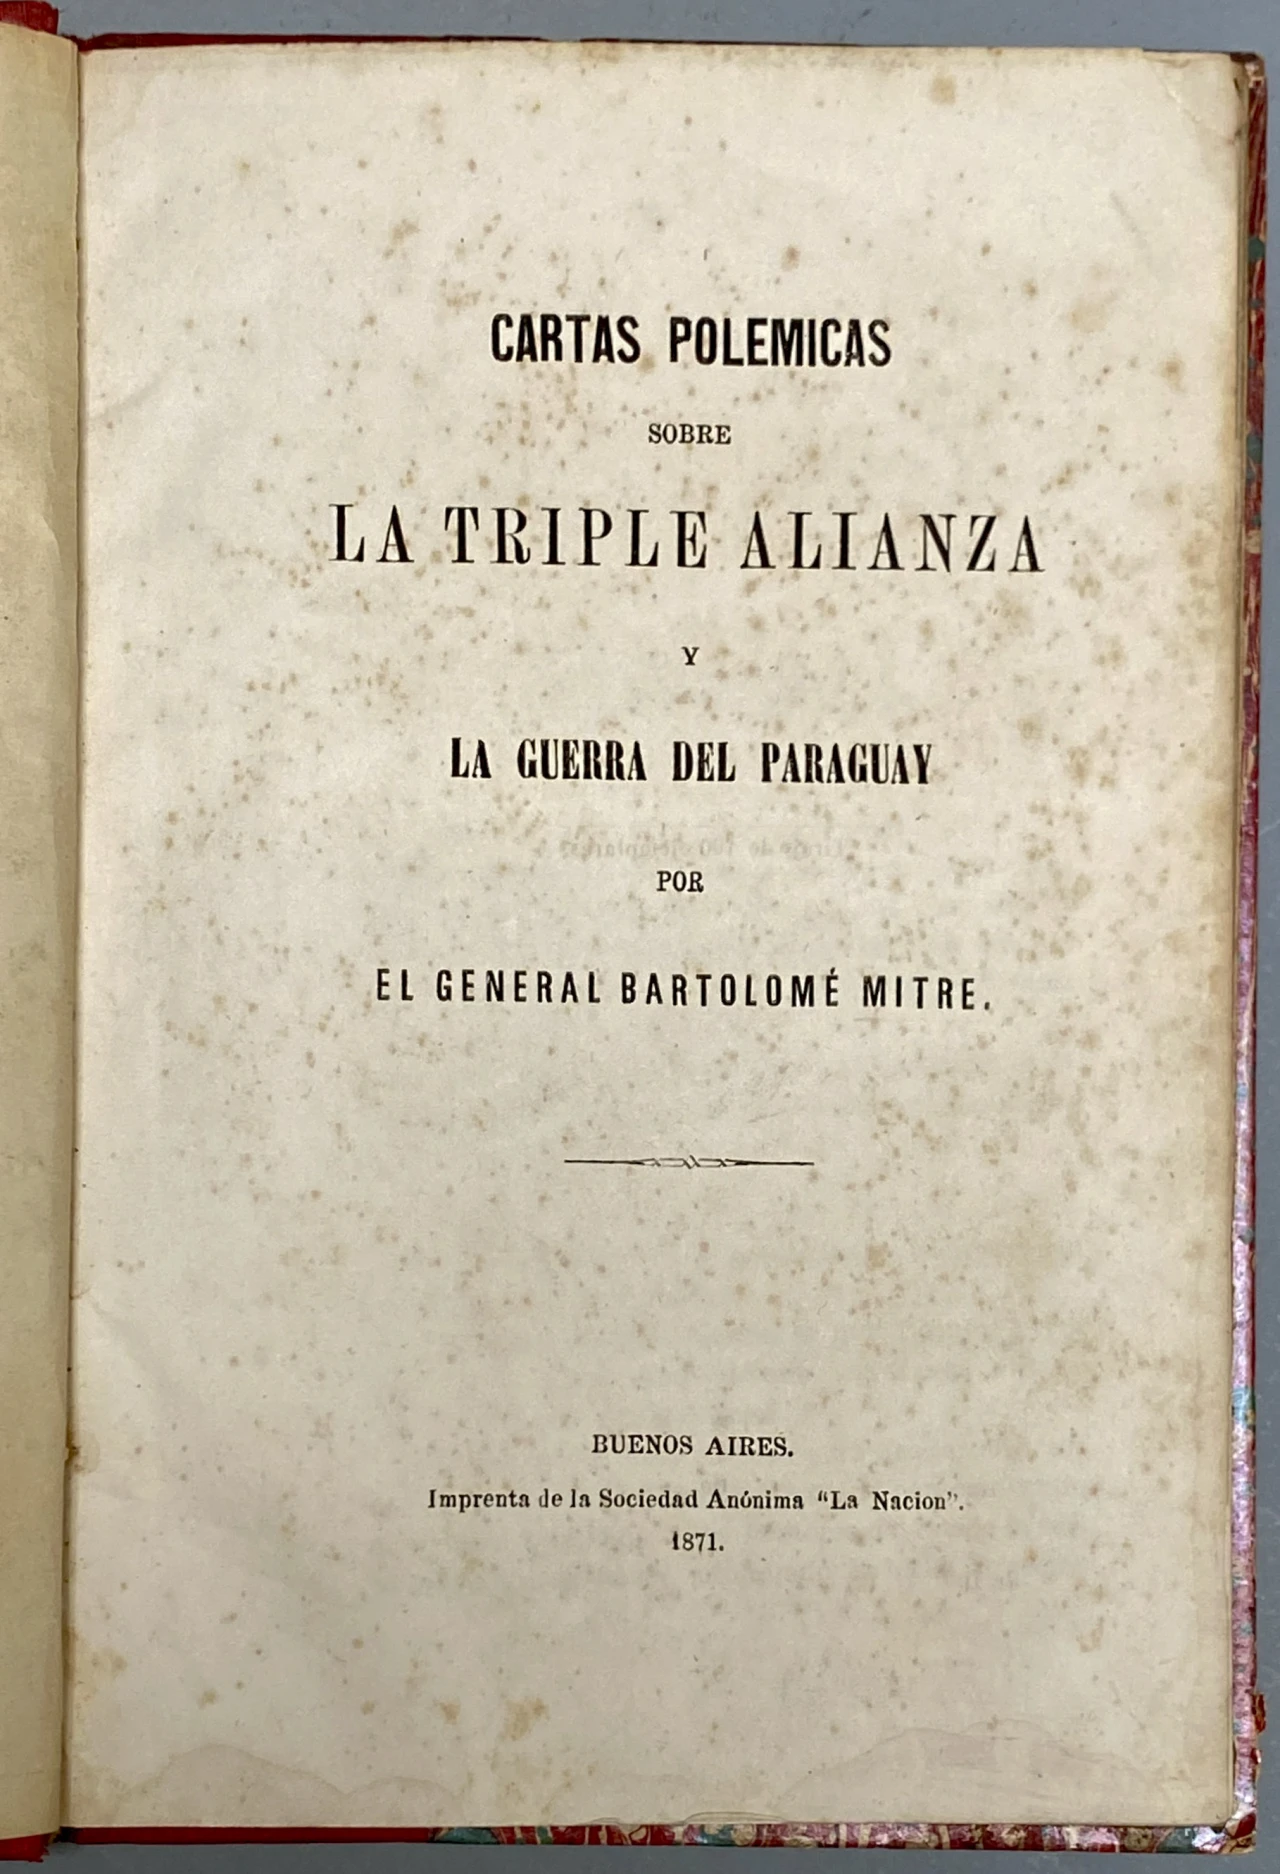 CARTAS POLEMICAS
SOBRE
LA TRIPLE ALIANZA
Y
LA GUERRA DEL PARAGUAY
POR
EL GENERAL BARTOLOMÉ MITRE.
BUENOS AIRES.
Imprenta de la Sociedad Anónima “La Nacion”.
1871.